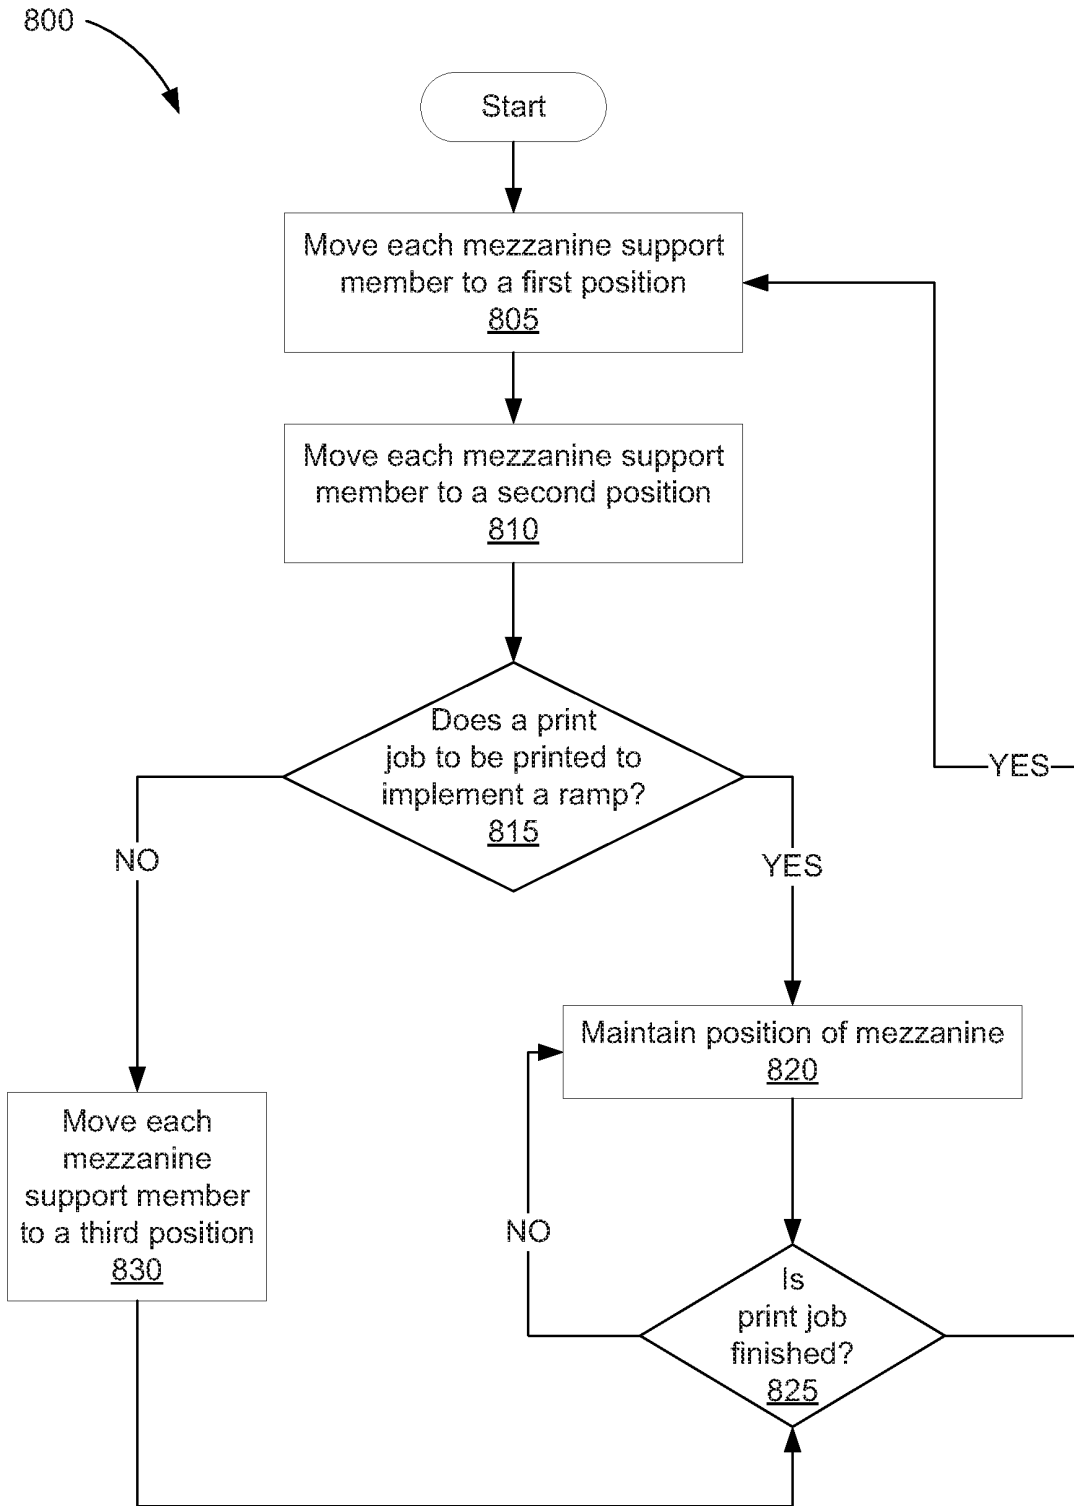 800
Start
Move each mezzanine support
member to a first position
805
Move each mezzanine support
member to a second position
810
Does a print
job to be printed to
implement a ramp?
815
NO
YES
YES
Maintain position of mezzanine
820
Move each
mezzanine
support member
to a third position
830
NO
Is
print job
finished?
825